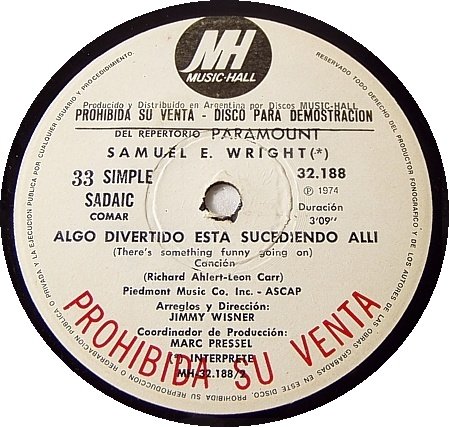 MH
MUSIC-HALL
Producido y Distribuido en Argentina por Discos MUSIC-HALL
PROHIBIDA SU VENTA - DISCO PARA DEMOSTRACION
DEL REPERTORIO PARAMOUNT
SAMUEL E. WRIGHT(*)
33 SIMPLE
SADAIC
COMAR
32.188
Ⓟ 1974
Duración
3'09"
ALGO DIVERTIDO ESTA SUCEDIENDO ALLI
(There's something funny going on)
Canción
(Richard Ahlert-Leon Carr)
Piedmont Music Co. Inc. - ASCAP
Arreglos y Dirección:
JIMMY WISNER
Coordinador de Producción:
MARC PRESSEL
(*) INTERPRETE
MH-32.188/2
PROHIBIDA SU VENTA
RESERVADO TODO DERECHO DEL PRODUCTOR FONOGRAFICO Y DE LOS AUTORES DE LAS OBRAS GRABADAS EN ESTE DISCO. PROHIBIDA SU REPRODUCCION O REGRABACION PUBLICA O PRIVADA Y LA EJECUCION PUBLICA POR CUALQUIER USUARIO Y PROCEDIMIENTO.